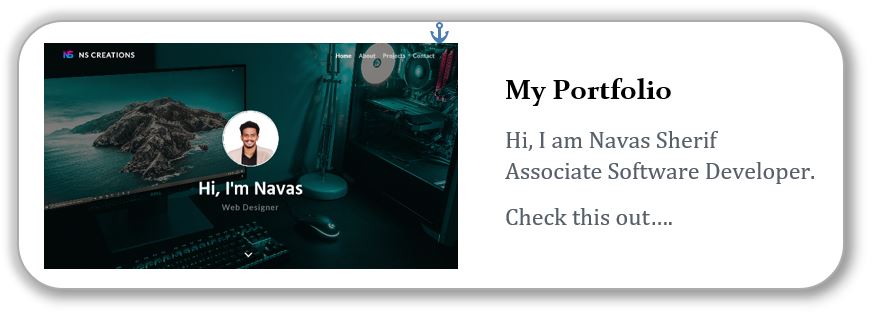 NS CREATIONS
Home About Projects Contact
Hi, I'm Navas
Web Designer
My Portfolio
Hi, I am Navas Sherif
Associate Software Developer.
Check this out....